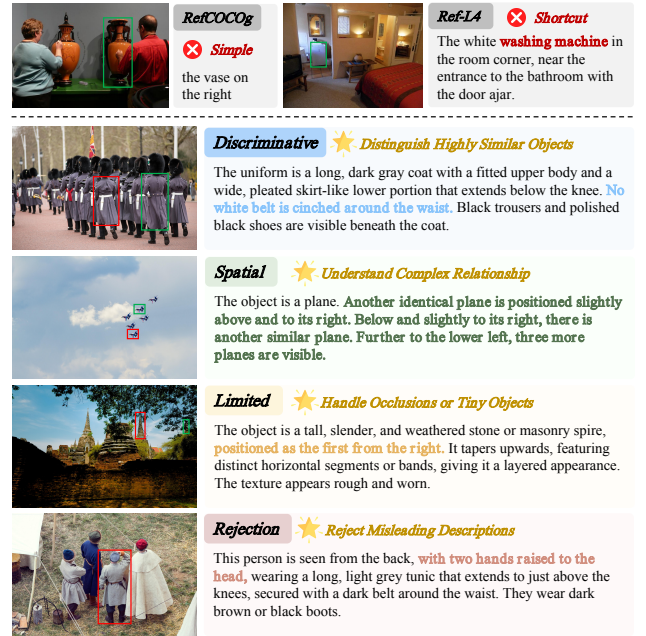 RefCOCOg
Simple
the vase on
the right
Ref-L4
Shortcut
The white washing machine in
the room corner, near the
entrance to the bathroom with
the door ajar.
Discriminative
Distinguish Highly Similar Objects
The uniform is a long, dark gray coat with a fitted upper body and a
wide, pleated skirt-like lower portion that extends below the knee. No
white belt is cinched around the waist. Black trousers and polished
black shoes are visible beneath the coat.
Spatial
Understand Complex Relationship
The object is a plane. Another identical plane is positioned slightly
above and to its right. Below and slightly to its right, there is
another similar plane. Further to the lower left, three more
planes are visible.
Limited
Handle Occlusions or Tiny Objects
The object is a tall, slender, and weathered stone or masonry spire,
positioned as the first from the right. It tapers upwards, featuring
distinct horizontal segments or bands, giving it a layered appearance.
The texture appears rough and worn.
Rejection
Reject Misleading Descriptions
This person is seen from the back, with two hands raised to the
head, wearing a long, light grey tunic that extends to just above the
knees, secured with a dark belt around the waist. They wear dark
brown or black boots.